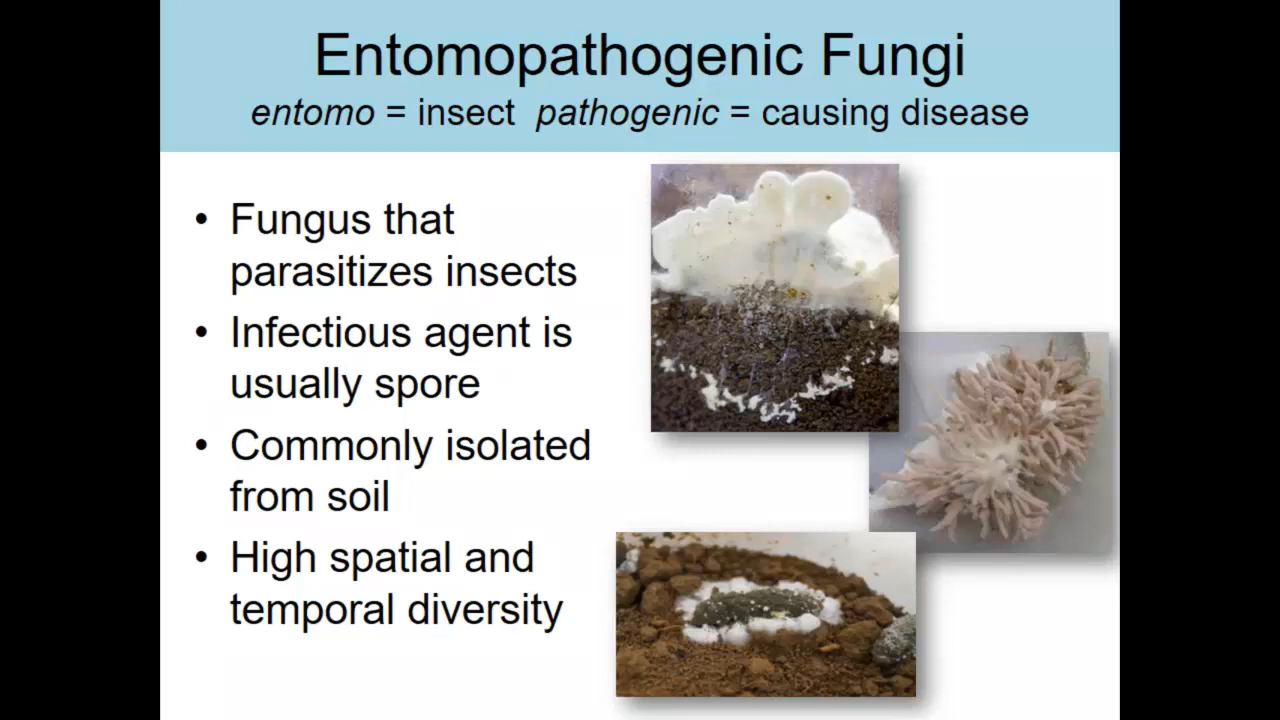 Entomopathogenic Fungi
entomo = insect pathogenic = causing disease
• Fungus that
parasitizes insects
• Infectious agent is
usually spore
• Commonly isolated
from soil
• High spatial and
temporal diversity